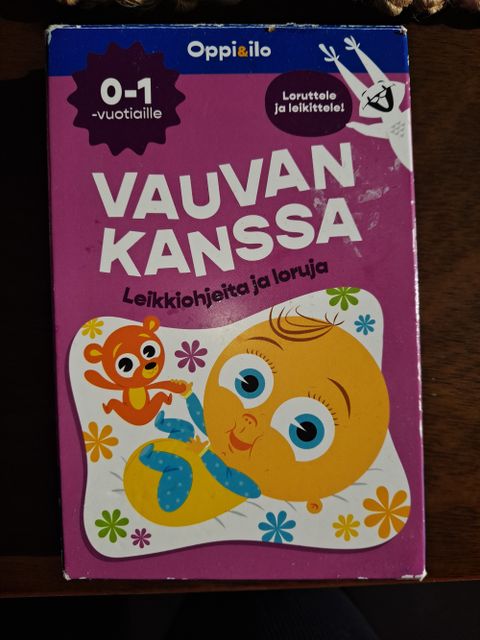 Oppi&ilo
0-1
-vuotiaille
Loruttele
ja leikittele!
VAUVAN
KANSSA
Leikkiohjeita ja loruja